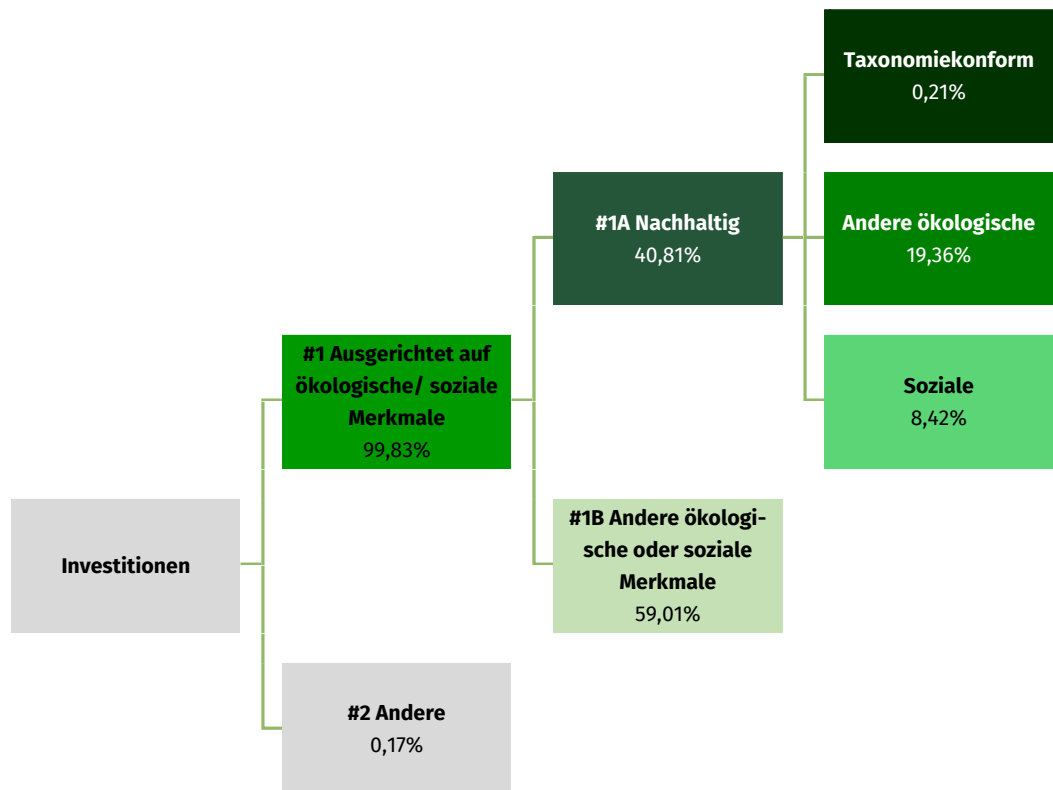 Taxonomiekonform
0,21%
#1A Nachhaltig
40,81%
Andere ökologische
19,36%
#1 Ausgerichtet auf
ökologische/ soziale
Merkmale
99,83%
Soziale
8,42%
Investitionen
#1B Andere ökologi-
sche oder soziale
Merkmale
59,01%
#2 Andere
0,17%